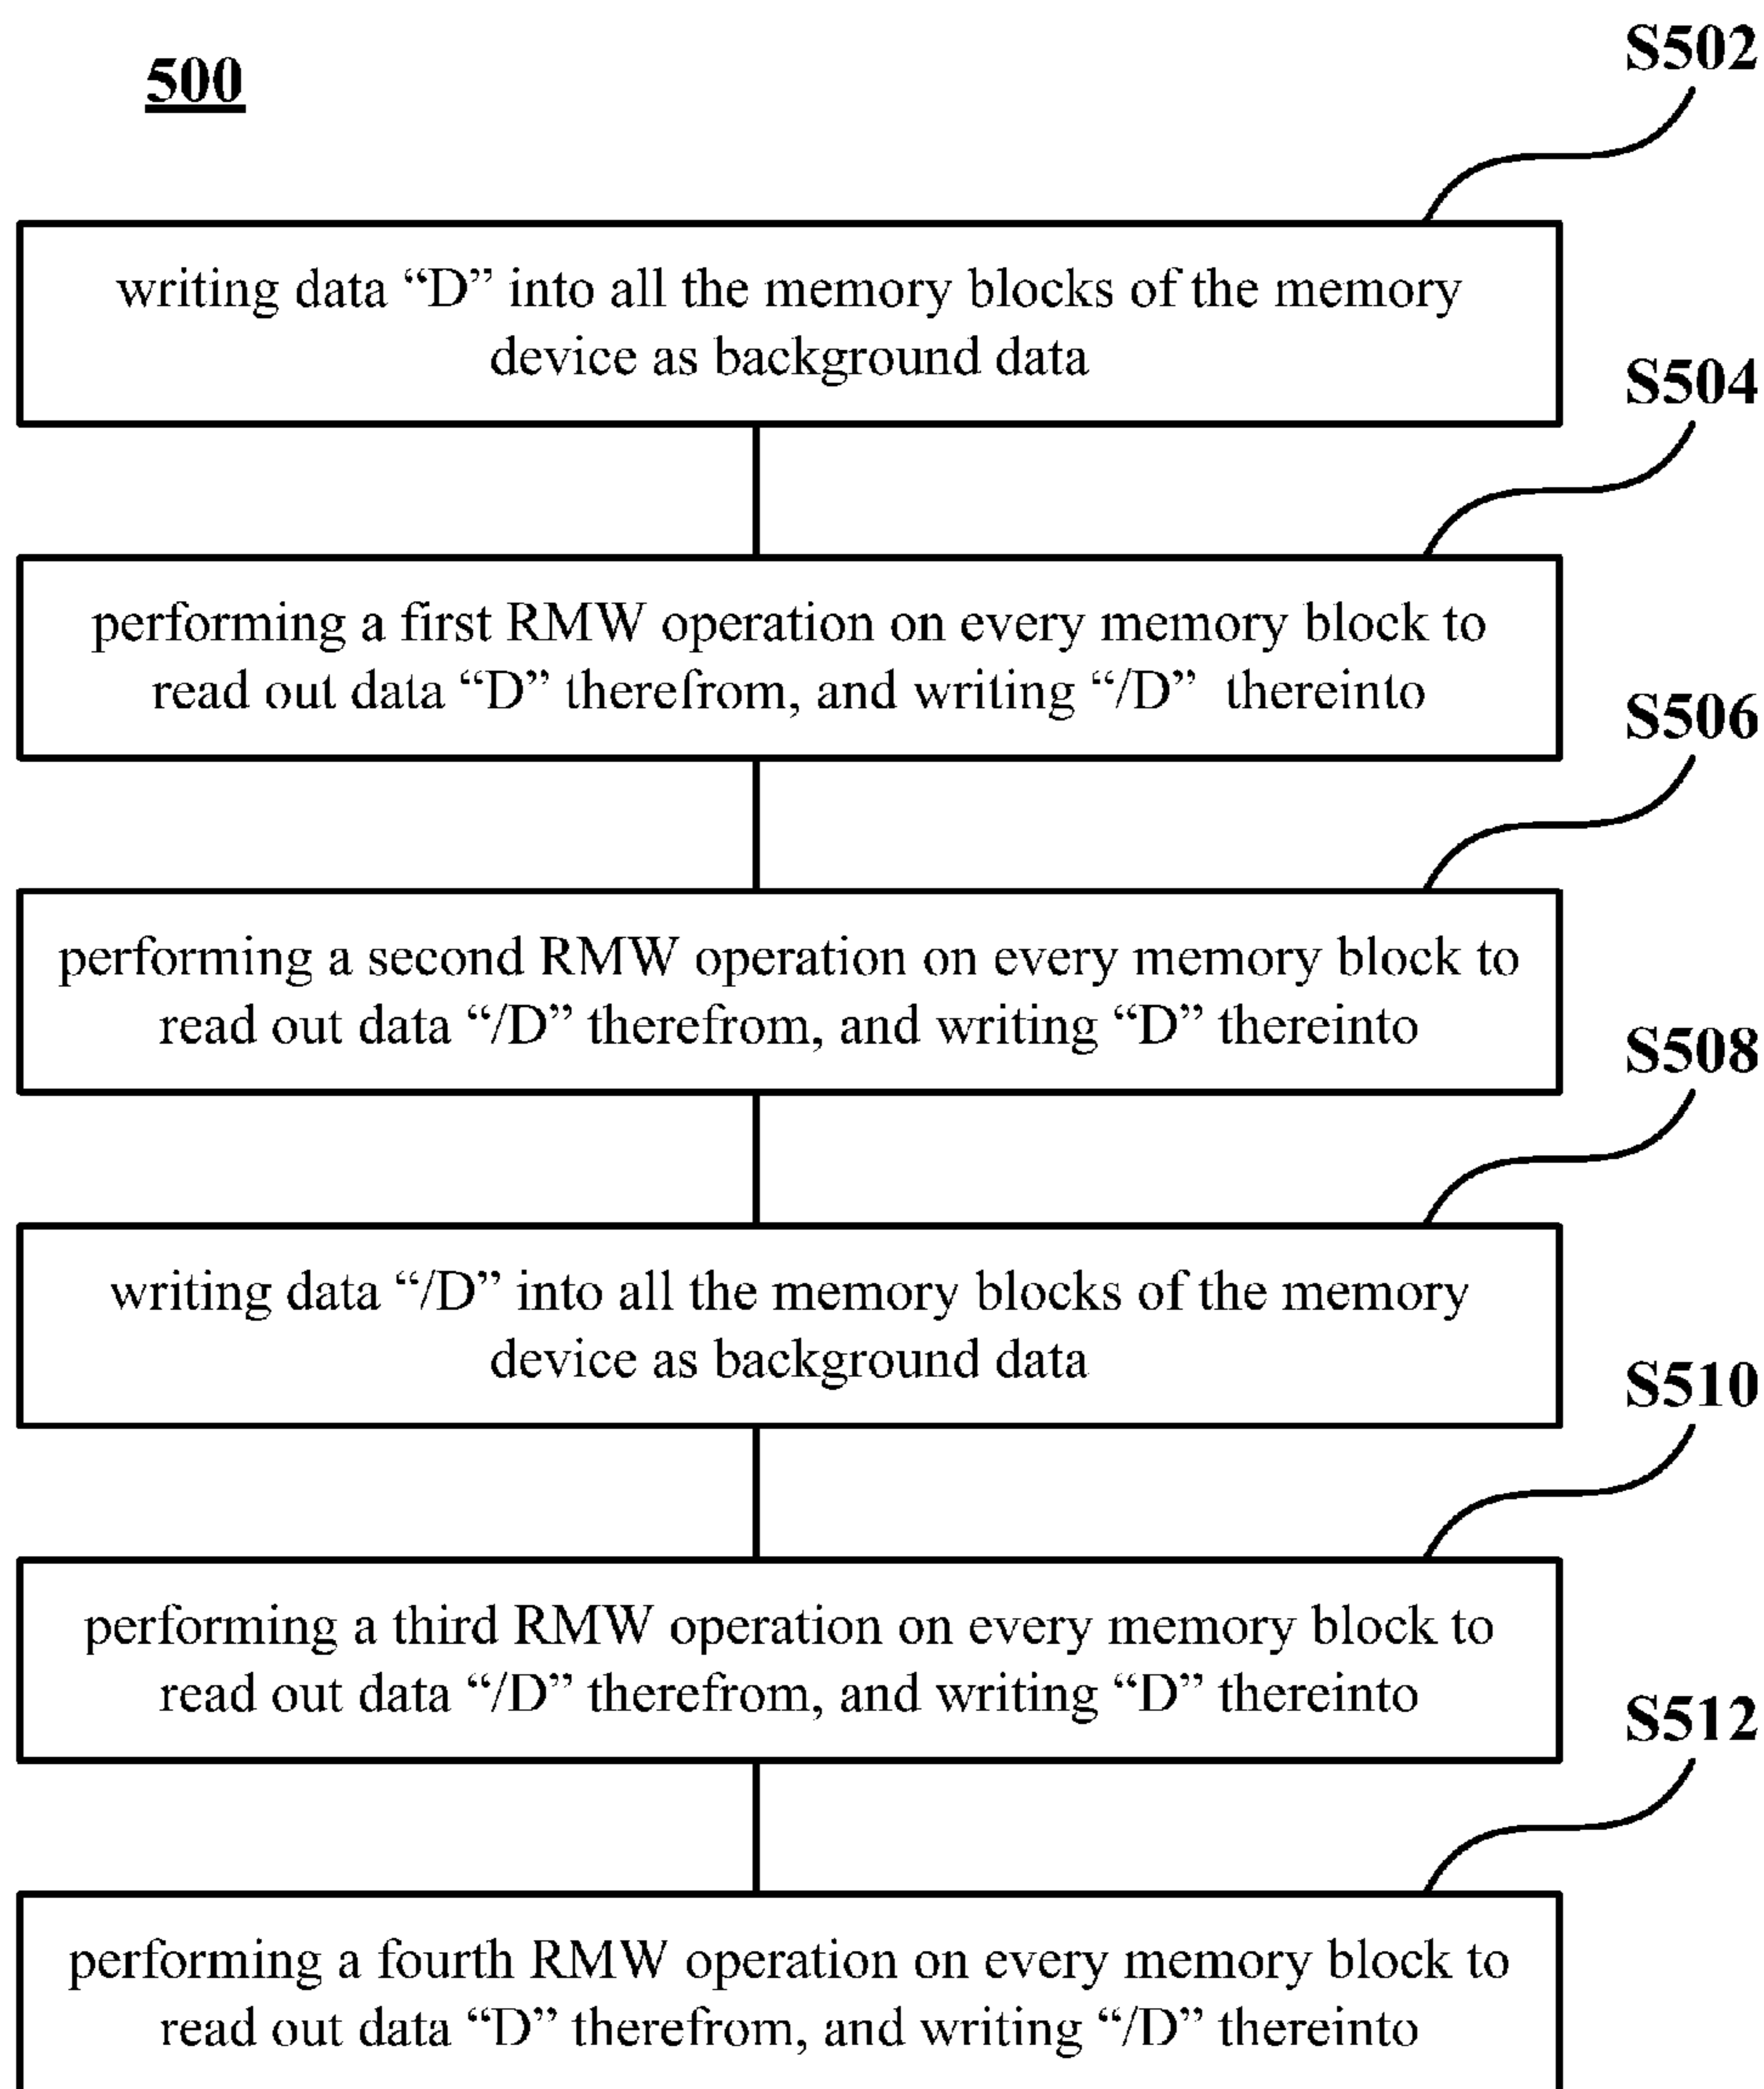 500
S502
writing data “D” into all the memory blocks of the memory
device as background data
S504
performing a first RMW operation on every memory block to
read out data “D” therefrom, and writing “/D” thereinto
S506
performing a second RMW operation on every memory block to
read out data “/D” therefrom, and writing “D” thereinto
S508
writing data “/D” into all the memory blocks of the memory
device as background data
S510
performing a third RMW operation on every memory block to
read out data “/D” therefrom, and writing “D” thereinto
S512
performing a fourth RMW operation on every memory block to
read out data “D” therefrom, and writing “/D” thereinto